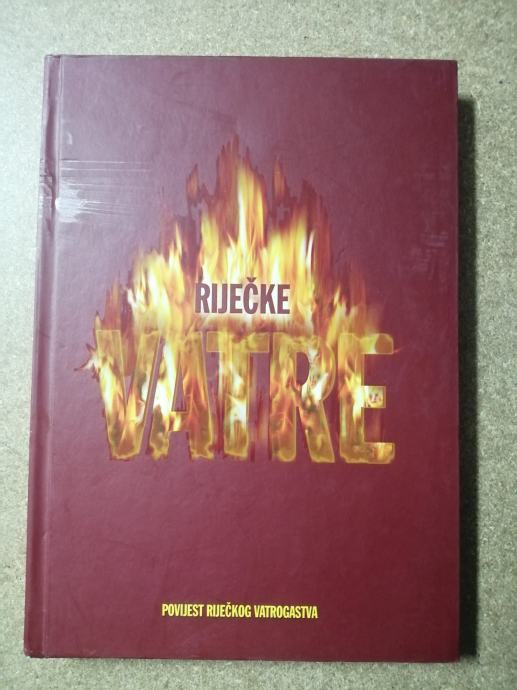 RIJEČKE
VATRE
POVIJEST RIJEČKOG VATROGASTVA